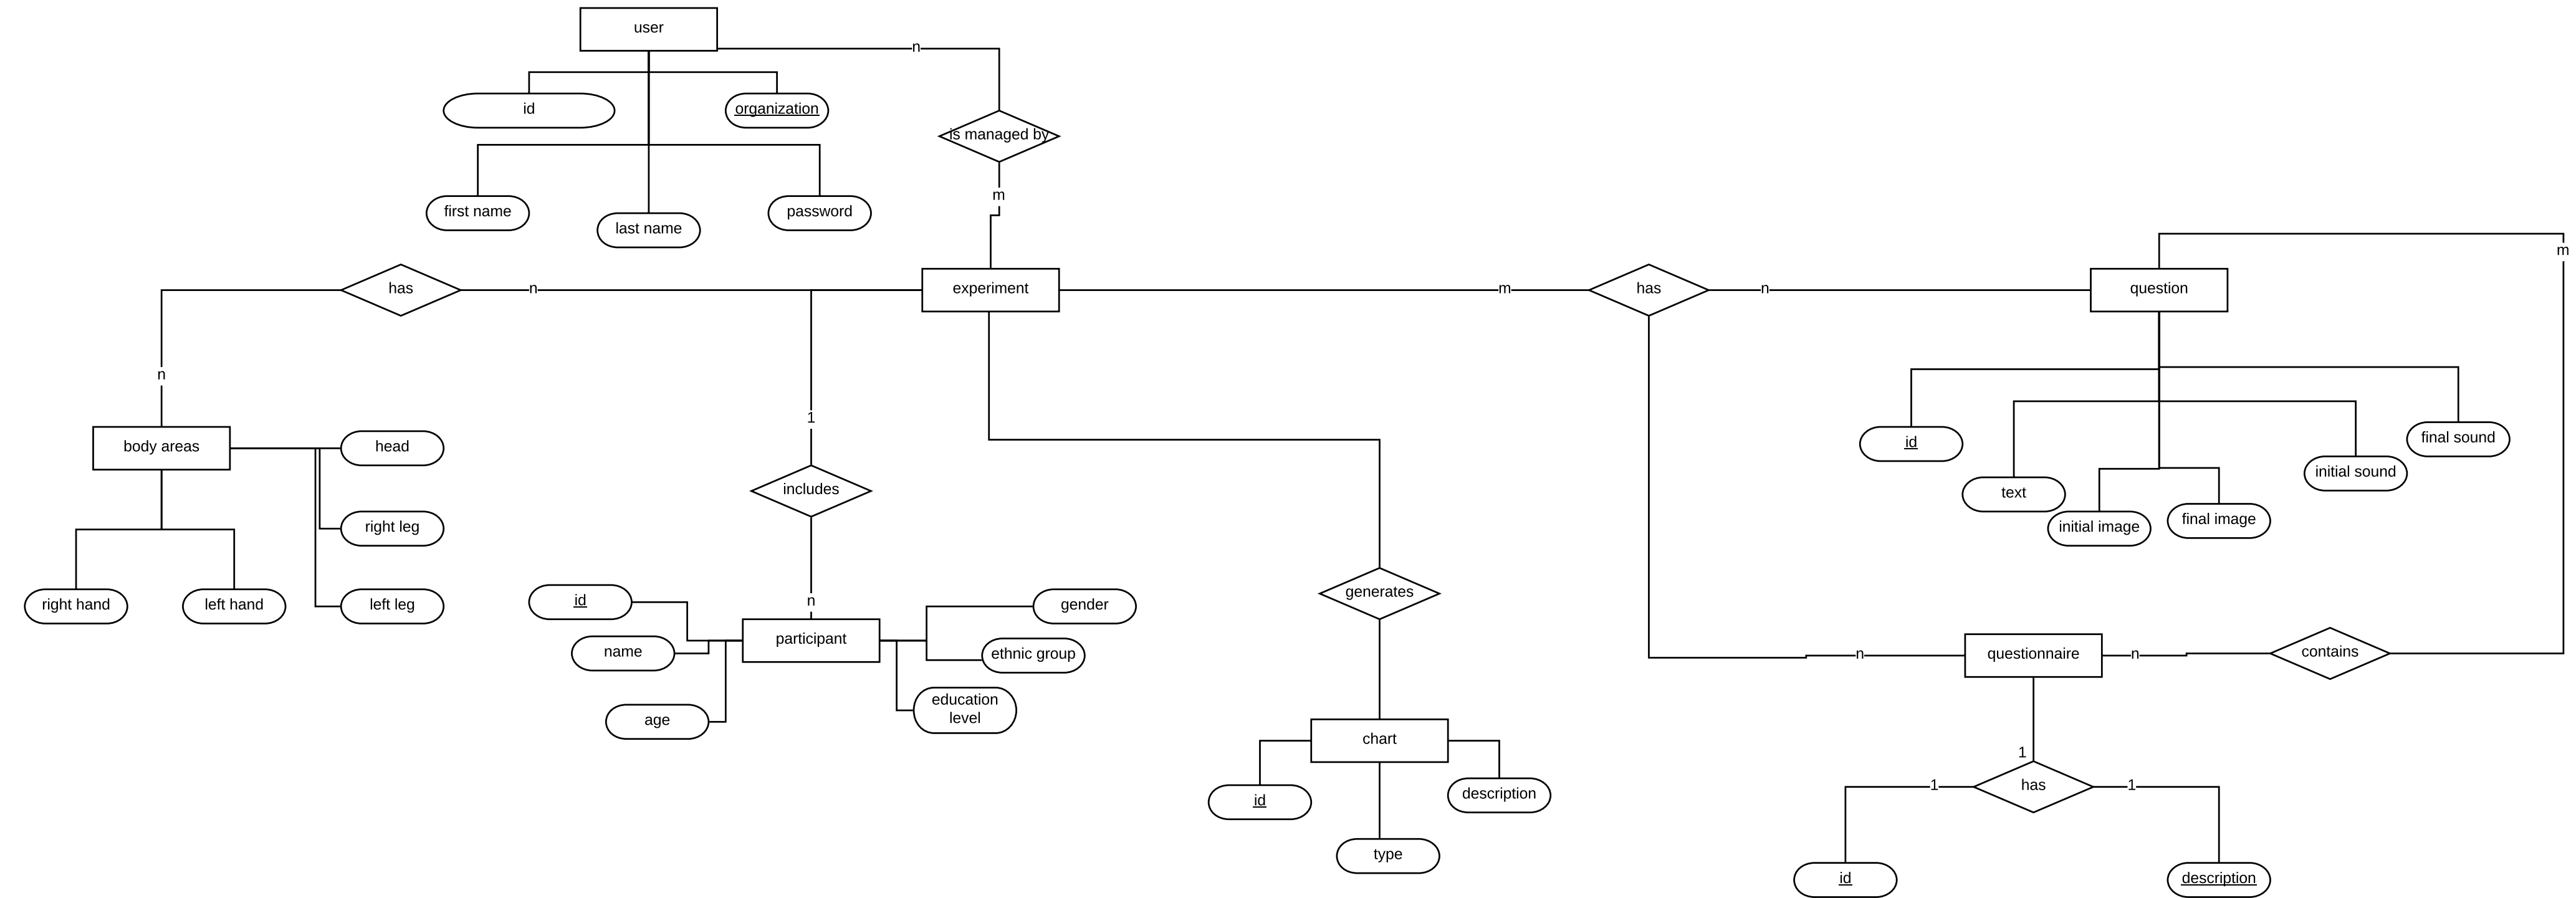 user
n
id
organization
is managed by
m
first name
last name
password
m
has
n
experiment
m
has
n
question
n
1
body areas
head
right leg
right hand
left hand
left leg
includes
n
id
name
age
participant
gender
ethnic group
education
level
generates
chart
id
type
description
id
text
initial image
final image
initial sound
final sound
n
questionnaire
n
contains
1
1
has
1
id
description